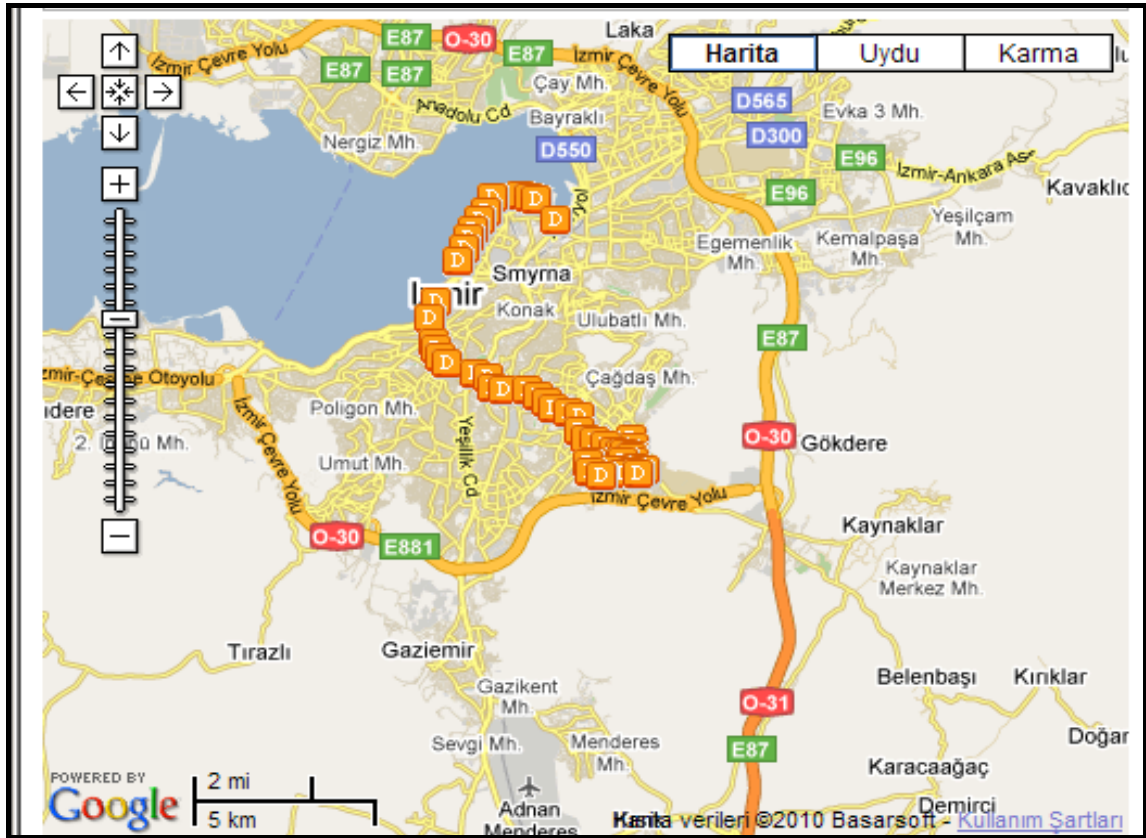 Laka
E87
O-30
E87
İzmir Çevre Yolu
İzmir Çevre Yolu
Harita
Uydu
Karma
E87
E87
Çay Mh.
Anadolu Cd
Bayraklı
D565
Evka 3 Mh.
Nergiz Mh.
D550
D300
E96
İzmir-Ankara
E96
Kavaklıd
D
D
D
D
Yeşilçam
Mh.
Egemenlik
Mh.
Kemalpaşa
Mh.
D
D
D
Smyrna
D
Konak
Ulubatlı Mh.
E87
D
D
Çağdaş Mh.
Otoyolu
Poligon Mh.
D
D
Yeşillik Cd
O-30
Gökdere
Umut Mh.
D
D
İzmir Çevre Yolu
İzmir Çevre Yolu
O-30
E881
Kaynaklar
Kaynaklar
Merkez Mh.
Tırazlı
Gaziemir
Belenbaşı
Kırıklar
Gazikent
Mh.
O-31
Sevgi Mh.
Menderes
Mh.
E87
Doğan
Karacaağaç
POWERED BY
Google
2 mi
5 km
Adnan
Menderes
Demirci
verileri ©2010 Basarsoft - Kullanım Şartları